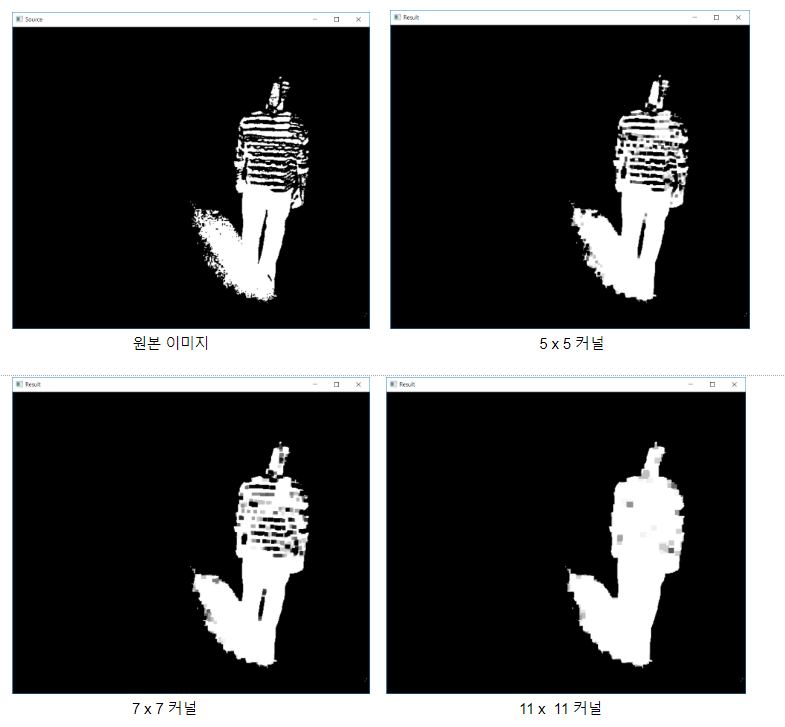 Source
Result
원본 이미지
5 x 5 커널
Result
Result
7 x 7 커널
11 x 11 커널